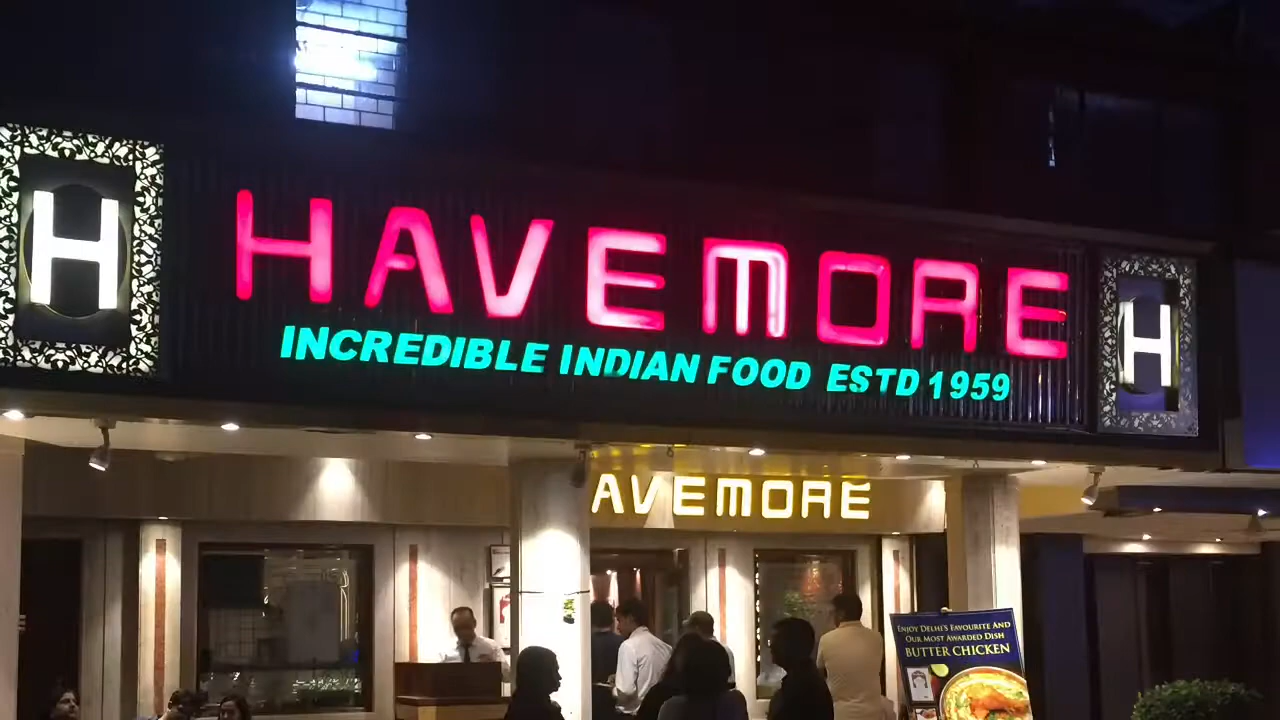 H
HAVEMORE
H
INCREDIBLE INDIAN FOOD ESTD 1959
AVEMORE
ENJOY DELHI'S FAVOURITE AND
OUR MOST AWARDED DISH
BUTTER CHICKEN